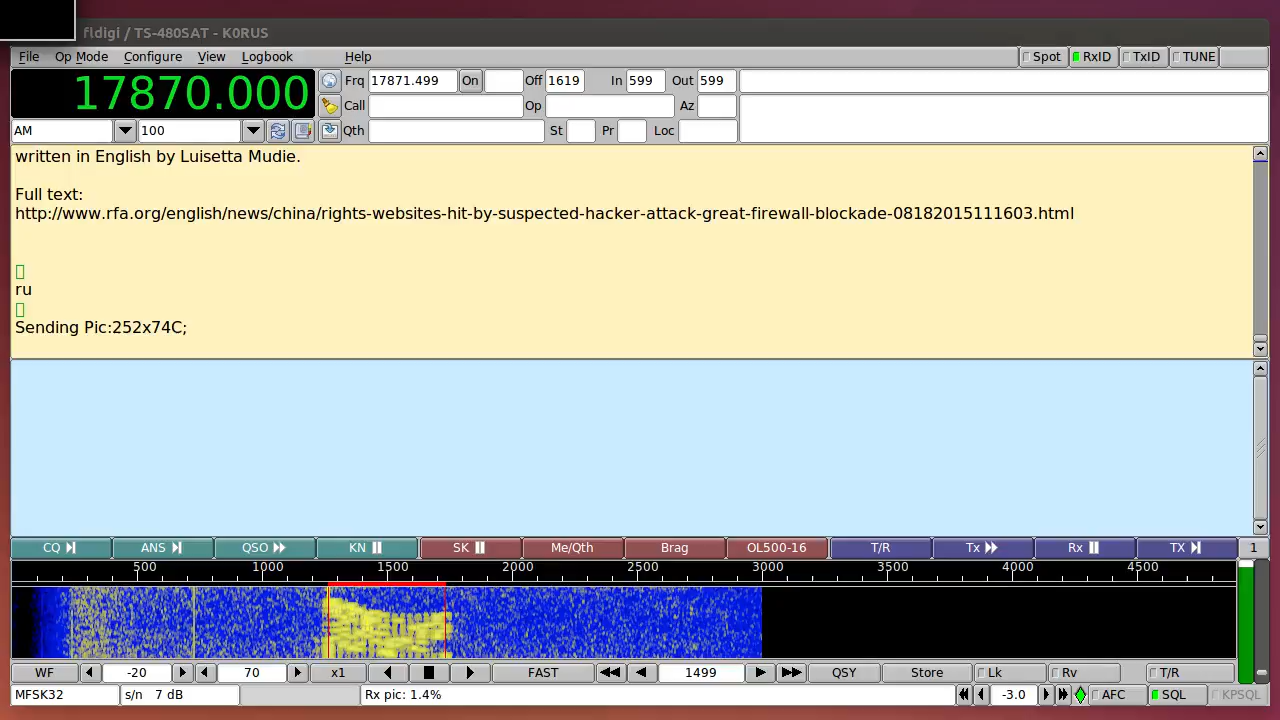 fldigi / TS-480SAT - K0RUS
File Op Mode Configure View Logbook Help Spot RxID TxID TUNE
17870.000 Frq 17871.499 On Off 1619 In 599 Out 599
Call Op Az
AM 100 Qth St Pr Loc
written in English by Luisetta Mudie.
Full text:
http://www.rfa.org/english/news/china/rights-websites-hit-by-suspected-hacker-attack-great-firewall-blockade-08182015111603.html
ru
Sending Pic:252x74C;
CQ ANS QSO KN SK Me/Qth Brag OL500-16 T/R Tx Rx TX 1
500 1000 1500 2000 2500 3000 3500 4000 4500
WF -20 70 x1 FAST 1499 QSY Store Lk Rv T/R
MFSK32 s/n 7 dB Rx pic: 1.4% -3.0 AFC SQL KPSQL